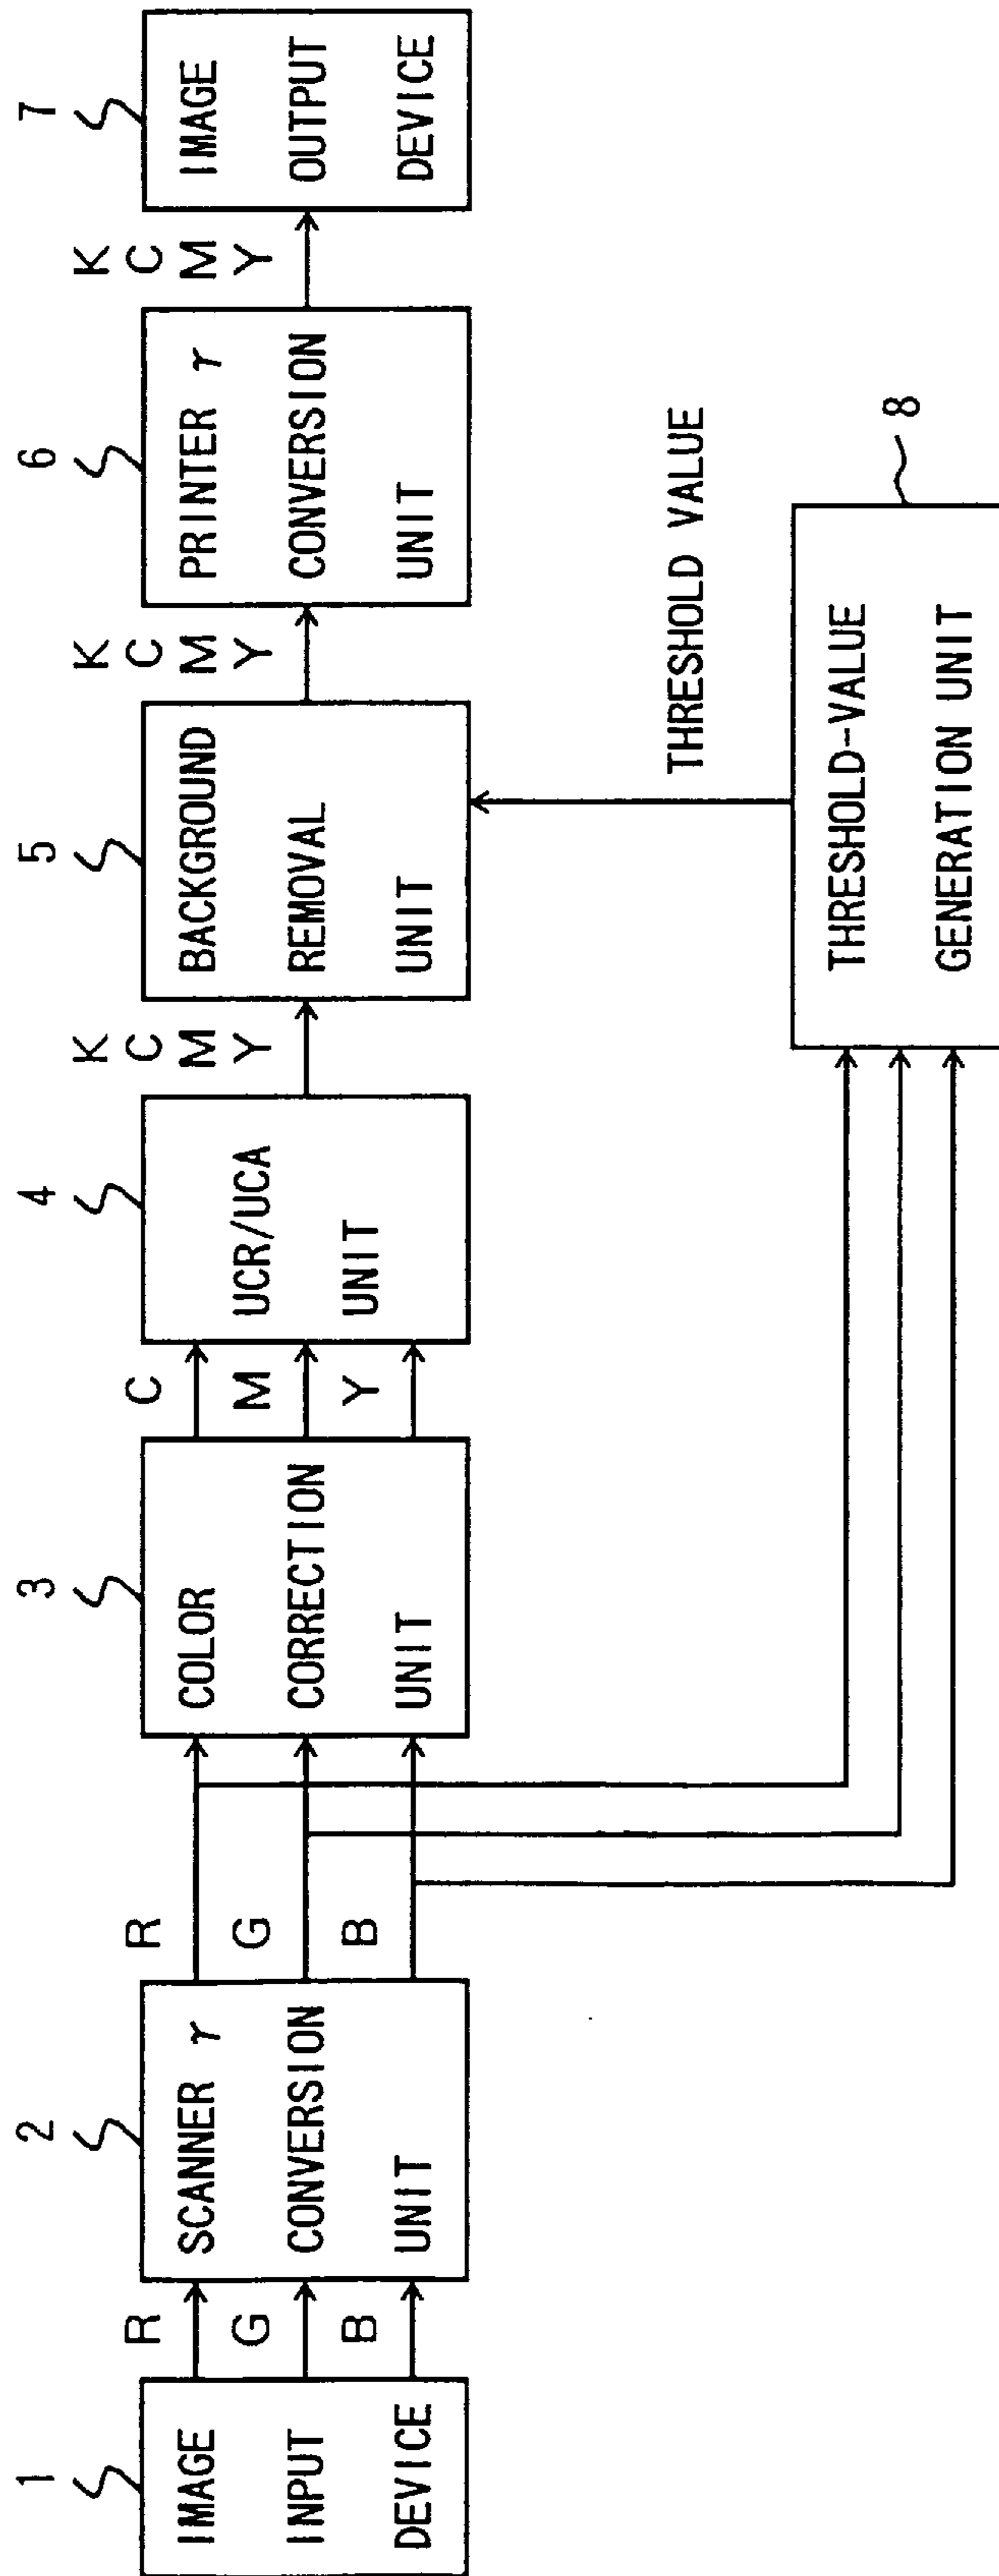 1
IMAGE
INPUT
DEVICE
R
G
B
2
SCANNER γ
CONVERSION
UNIT
R
G
B
3
COLOR
CORRECTION
UNIT
C
M
Y
4
UCR/UCA
UNIT
K
C
M
Y
5
BACKGROUND
REMOVAL
UNIT
K
C
M
Y
6
PRINTER γ
CONVERSION
UNIT
K
C
M
Y
7
IMAGE
OUTPUT
DEVICE
THRESHOLD VALUE
8
THRESHOLD-VALUE
GENERATION UNIT